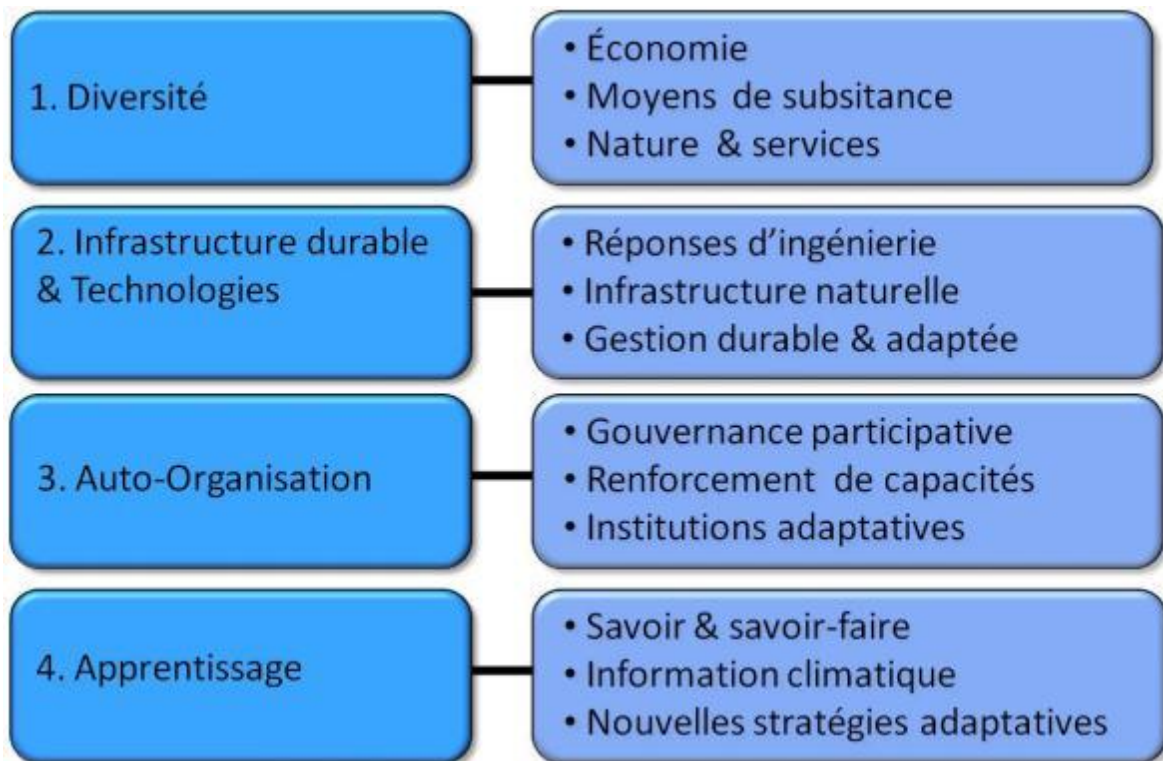 1. Diversité
• Économie
• Moyens de subsitance
• Nature & services
2. Infrastructure durable
& Technologies
• Réponses d’ingénierie
• Infrastructure naturelle
• Gestion durable & adaptée
3. Auto-Organisation
• Gouvernance participative
• Renforcement de capacités
• Institutions adaptatives
4. Apprentissage
• Savoir & savoir-faire
• Information climatique
• Nouvelles stratégies adaptatives